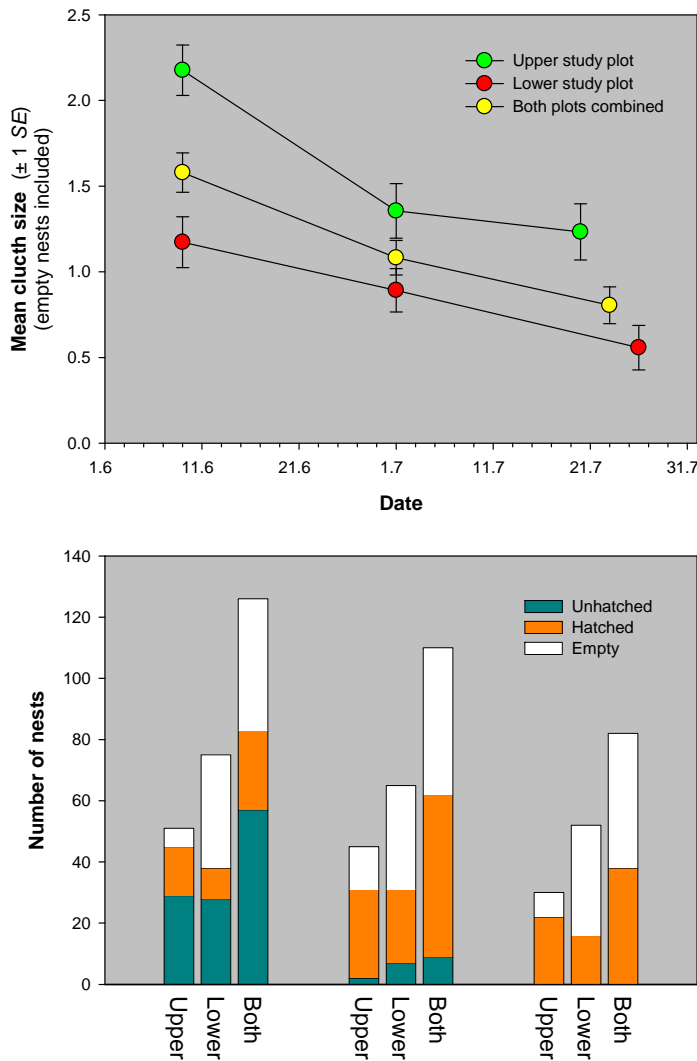 2.5
2.0
1.5
1.0
0.5
0.0
Mean clucth size (± 1 SE)
(empty nests included)
Upper study plot
Lower study plot
Both plots combined
1.6 11.6 21.6 1.7 11.7 21.7 31.7
Date
140
120
100
80
60
40
20
0
Number of nests
Unhatched
Hatched
Empty
Upper
Lower
Both
Upper
Lower
Both
Upper
Lower
Both